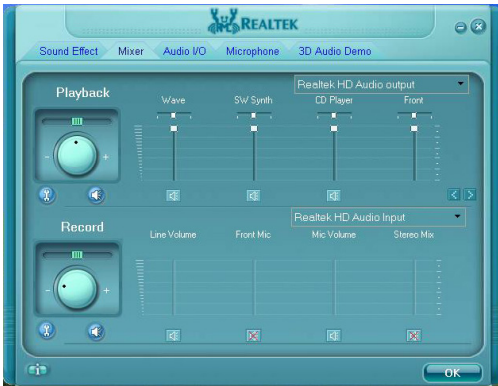 REALTEK
Sound Effect Mixer Audio I/O Microphone 3D Audio Demo
Playback
Realtek HD Audio output
Wave SW Synth CD Player Front
- +
Record
Realtek HD Audio Input
Line Volume Front Mic Mic Volume Stereo Mix
- +
i
OK